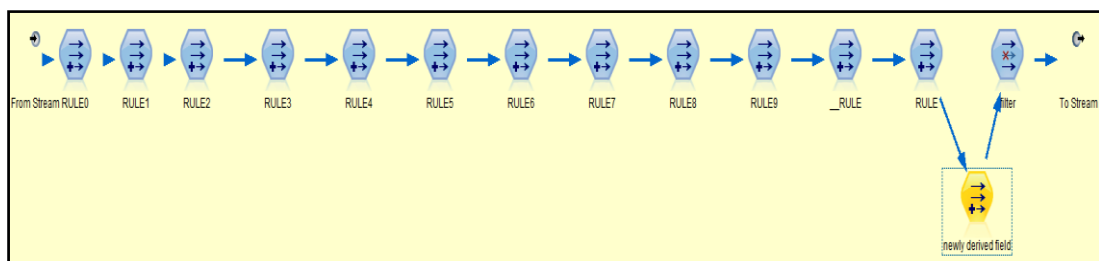 From Stream RULE0 RULE1 RULE2 RULE3 RULE4 RULE5 RULE6 RULE7 RULE8 RULE9 __RULE RULE filter To Stream
newly derived field